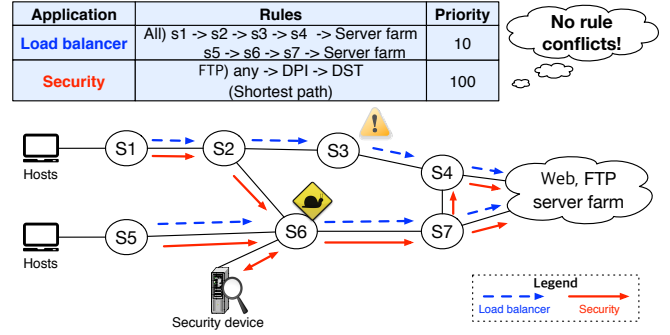 Application Rules Priority
Load balancer All) s1 -> s2 -> s3 -> s4 -> Server farm 10
s5 -> s6 -> s7 -> Server farm
Security FTP) any -> DPI -> DST 100
(Shortest path)
No rule
conflicts!
S1
S2
S3
S4
Hosts
Web, FTP
server farm
S5
S6
S7
Hosts
Security device
Legend
Load balancer Security